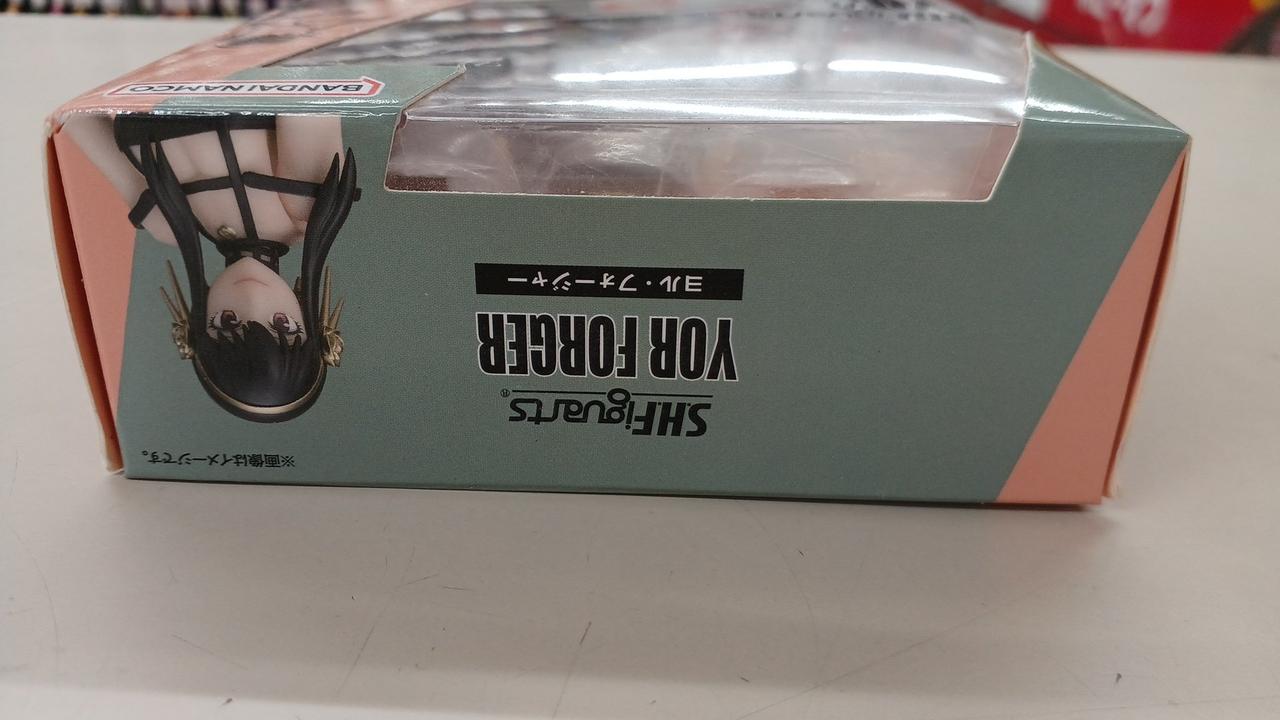 ※画像はイメージです。
S.H.Figuarts®
YOR FORGER
ヨル・フォージャー
BANDAI NAMCO